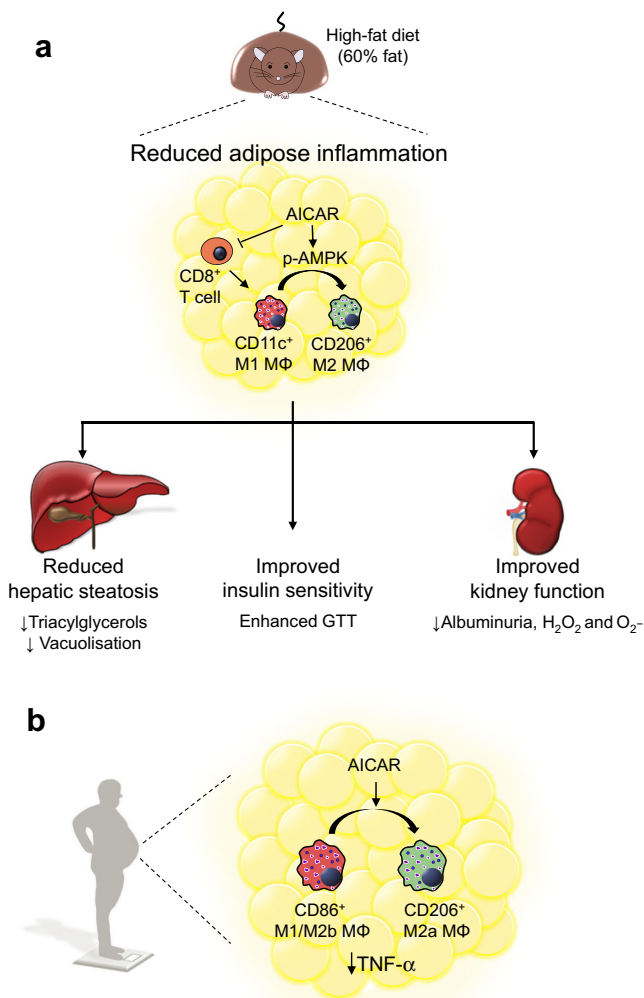 a
High-fat diet
(60% fat)
Reduced adipose inflammation
AICAR
p-AMPK
CD8⁺
T cell
CD11c⁺
M1 MΦ
CD206⁺
M2 MΦ
Reduced
hepatic steatosis
↓Triacylglycerols
↓ Vacuolisation
Improved
insulin sensitivity
Enhanced GTT
Improved
kidney function
↓Albuminuria, H₂O₂ and O₂⁻
b
AICAR
CD86⁺
M1/M2b MΦ
CD206⁺
M2a MΦ
↓TNF-α